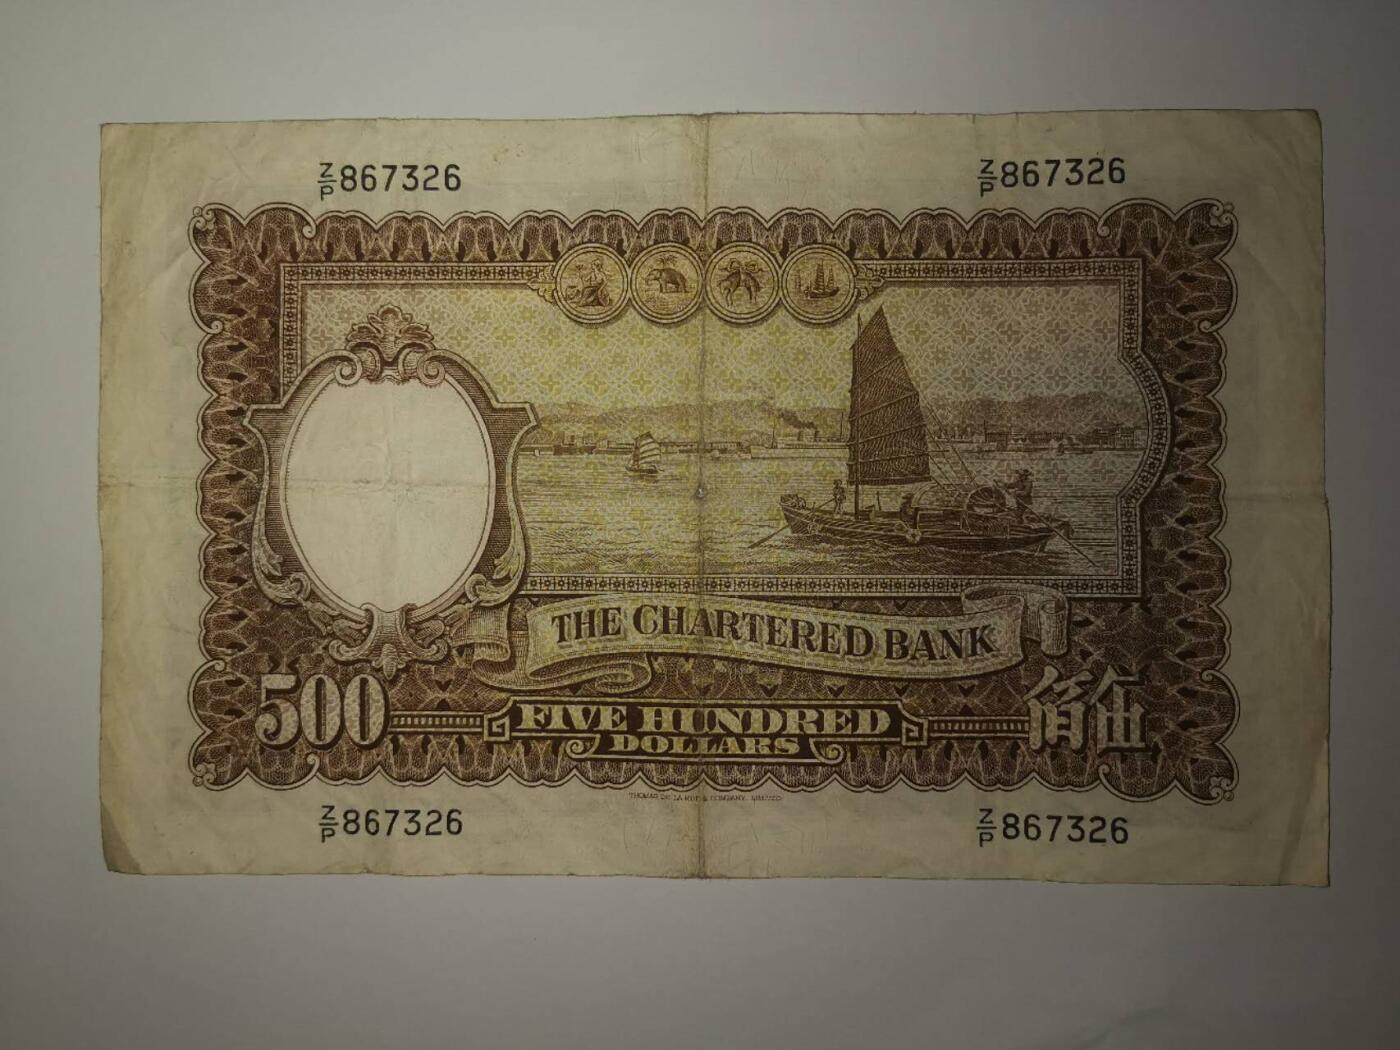 Z/P 867326
Z/P 867326
THE CHARTERED BANK
500
FIVE HUNDRED
DOLLARS
佰伍
THOMAS DE LA RUE & COMPANY, LIMITED
Z/P 867326
Z/P 867326